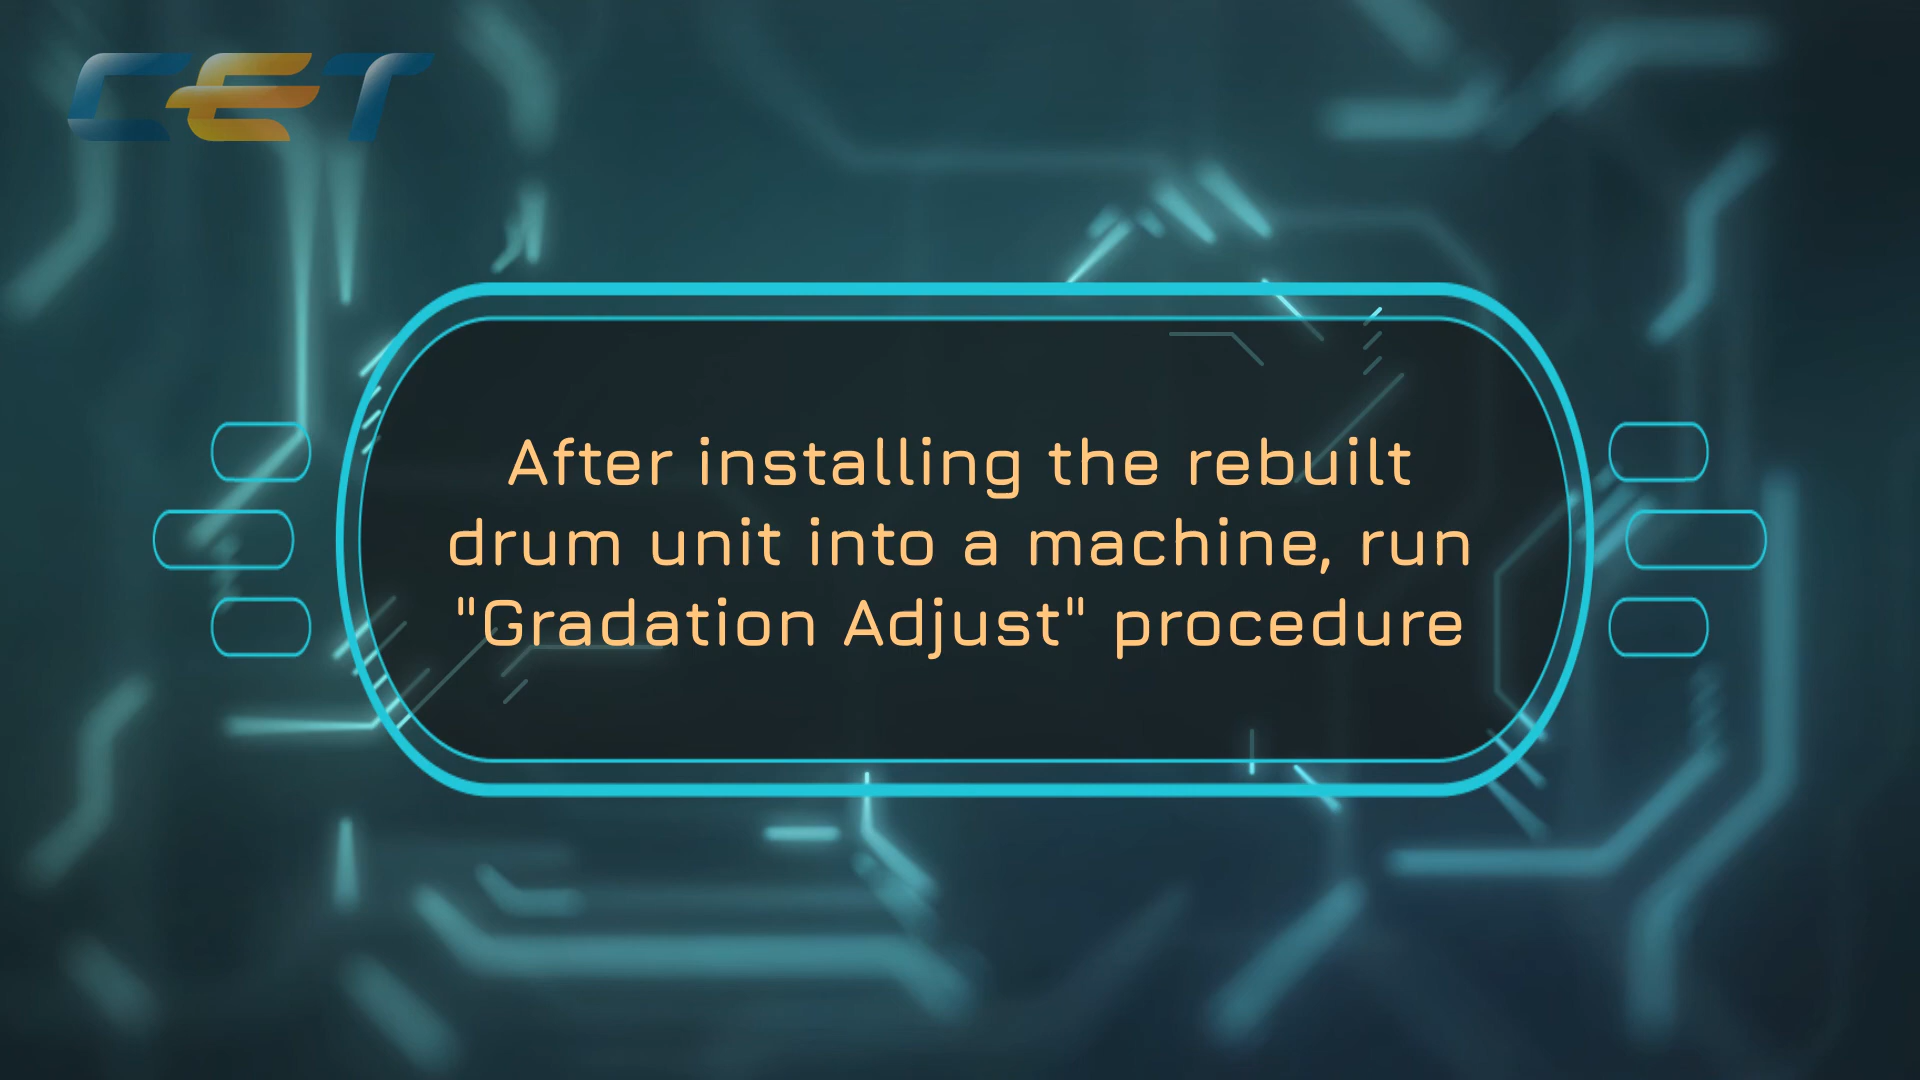 CET
After installing the rebuilt
drum unit into a machine, run
"Gradation Adjust" procedure